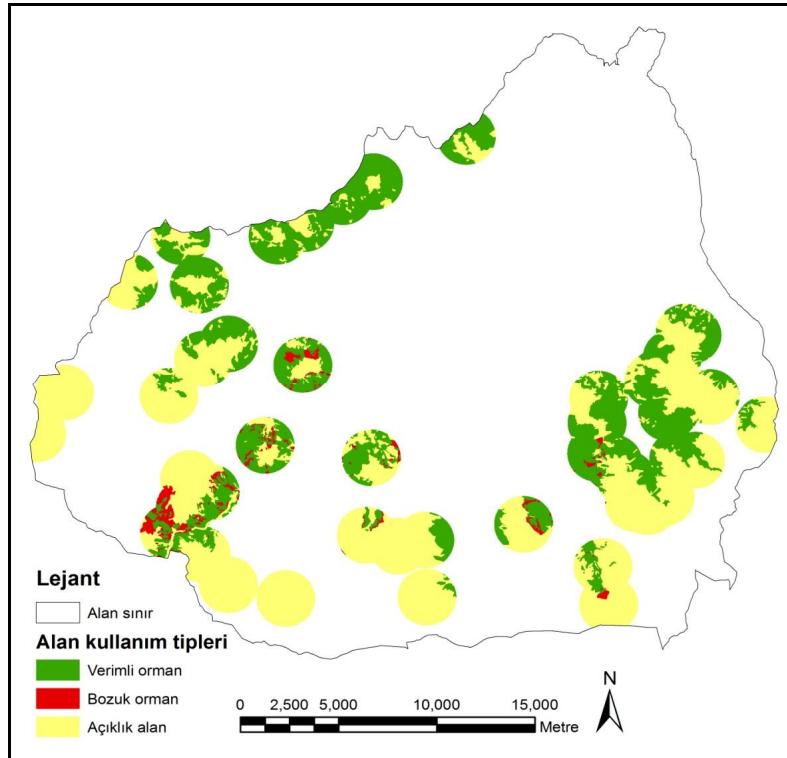 Lejant
Alan sınır
Alan kullanım tipleri
Verimli orman
Bozuk orman
Açıklık alan
0 2,500 5,000 10,000 15,000
Metre
N